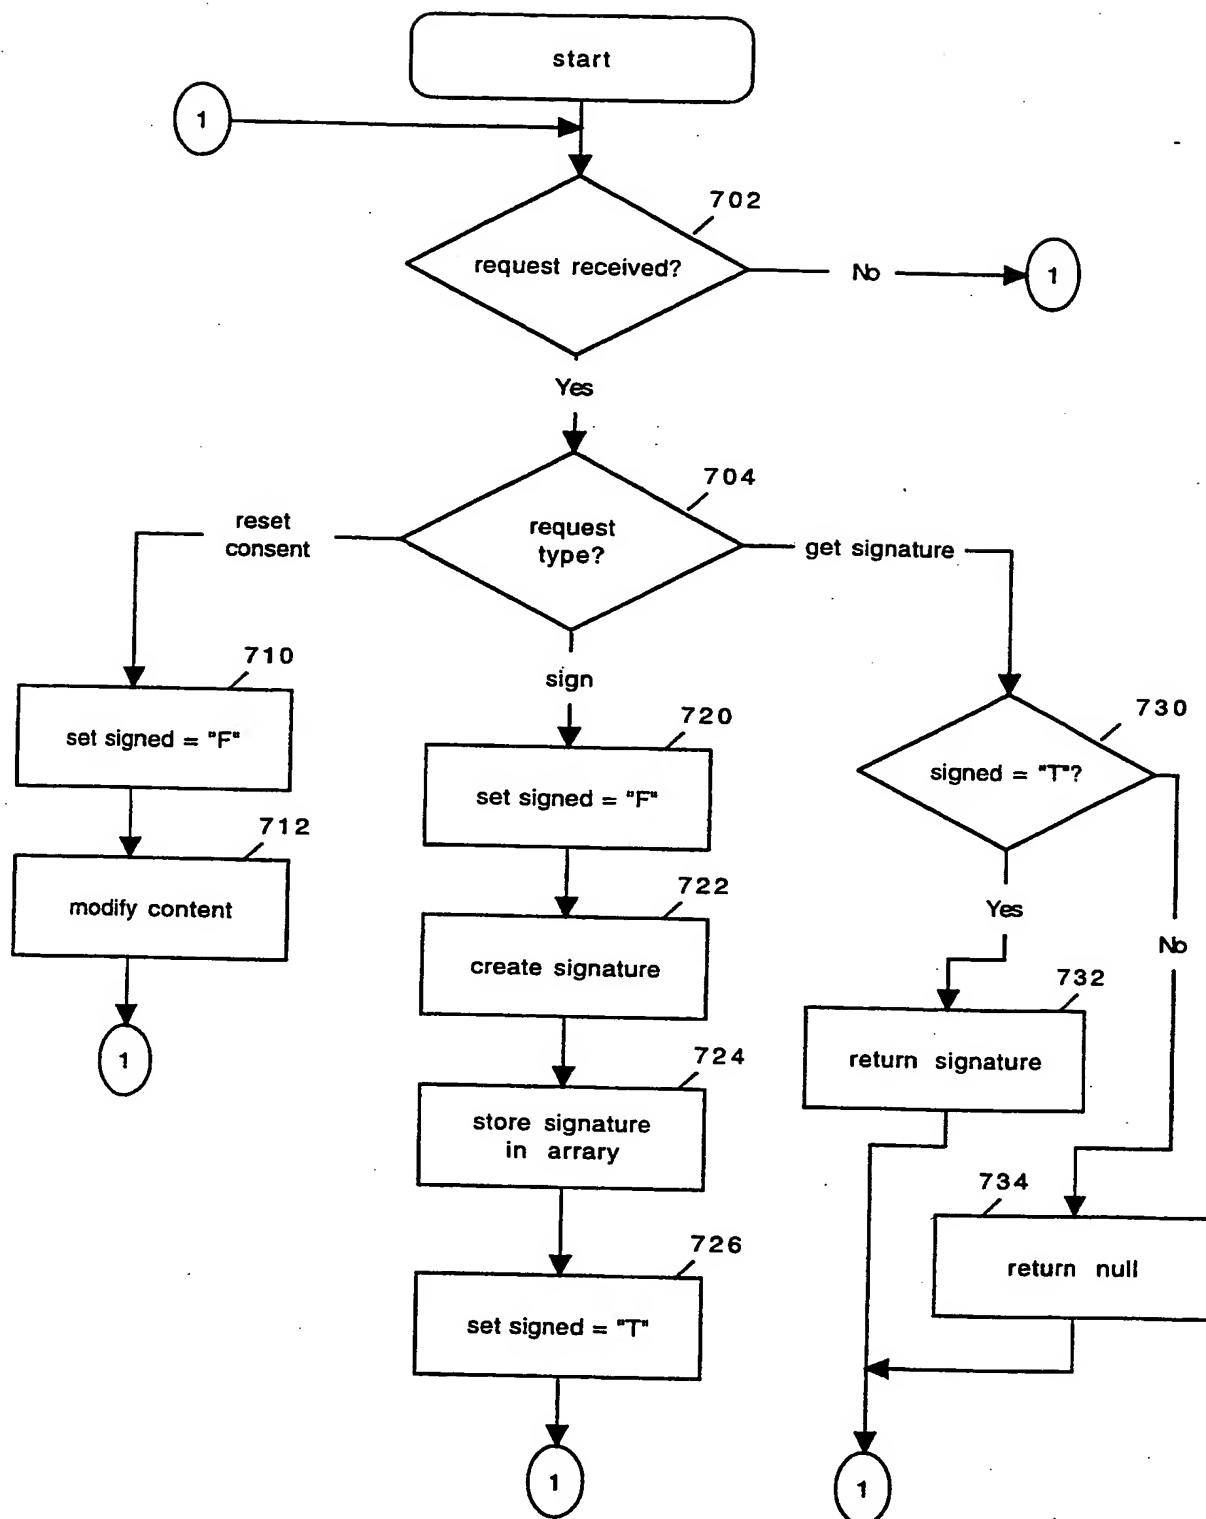 start
1
702
request received?
No
1
Yes
704
request
type?
reset
consent
get signature
sign
710
set signed = "F"
712
modify content
1
720
set signed = "F"
722
create signature
724
store signature
in arrary
726
set signed = "T"
1
730
signed = "T"?
Yes
No
732
return signature
734
return null
1